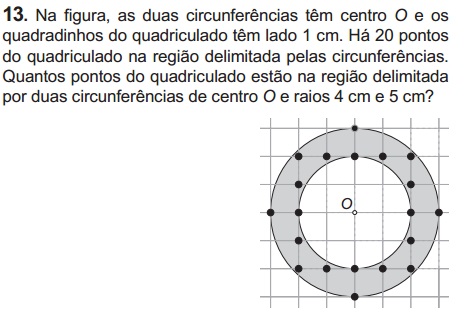 13. Na figura, as duas circunferências têm centro O e os
quadradinhos do quadriculado têm lado 1 cm. Há 20 pontos
do quadriculado na região delimitada pelas circunferências.
Quantos pontos do quadriculado estão na região delimitada
por duas circunferências de centro O e raios 4 cm e 5 cm?
O